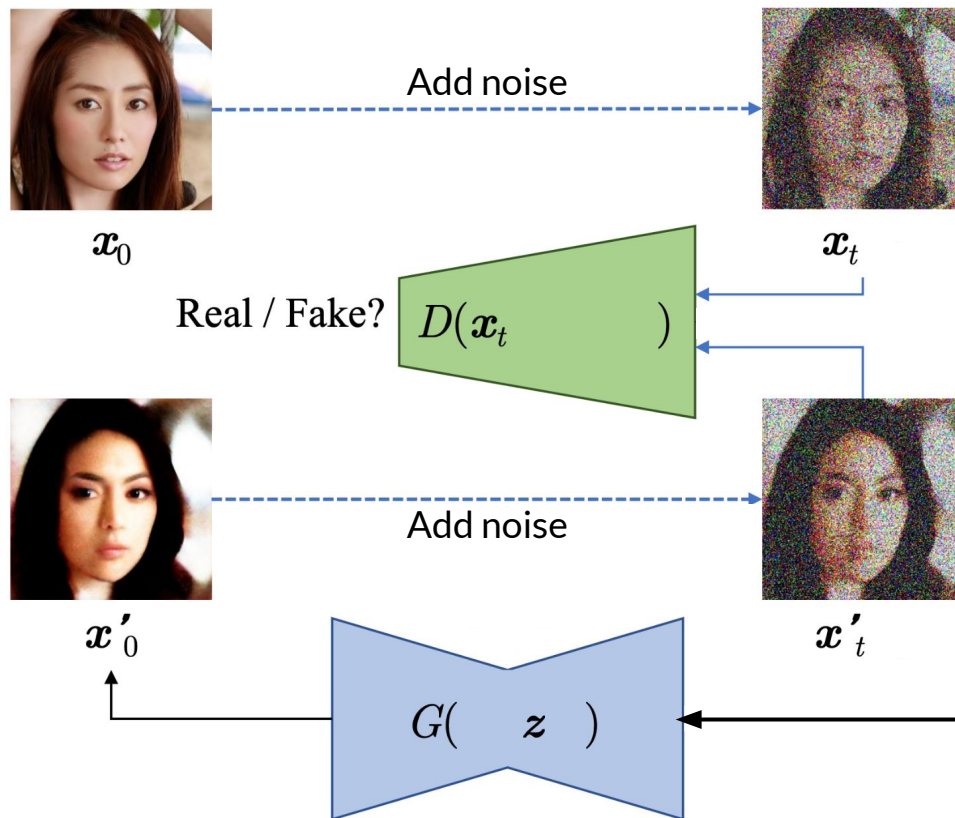 Add noise
x₀
xₜ
Real / Fake?
D(xₜ )
Add noise
x'₀
x'ₜ
G( z )